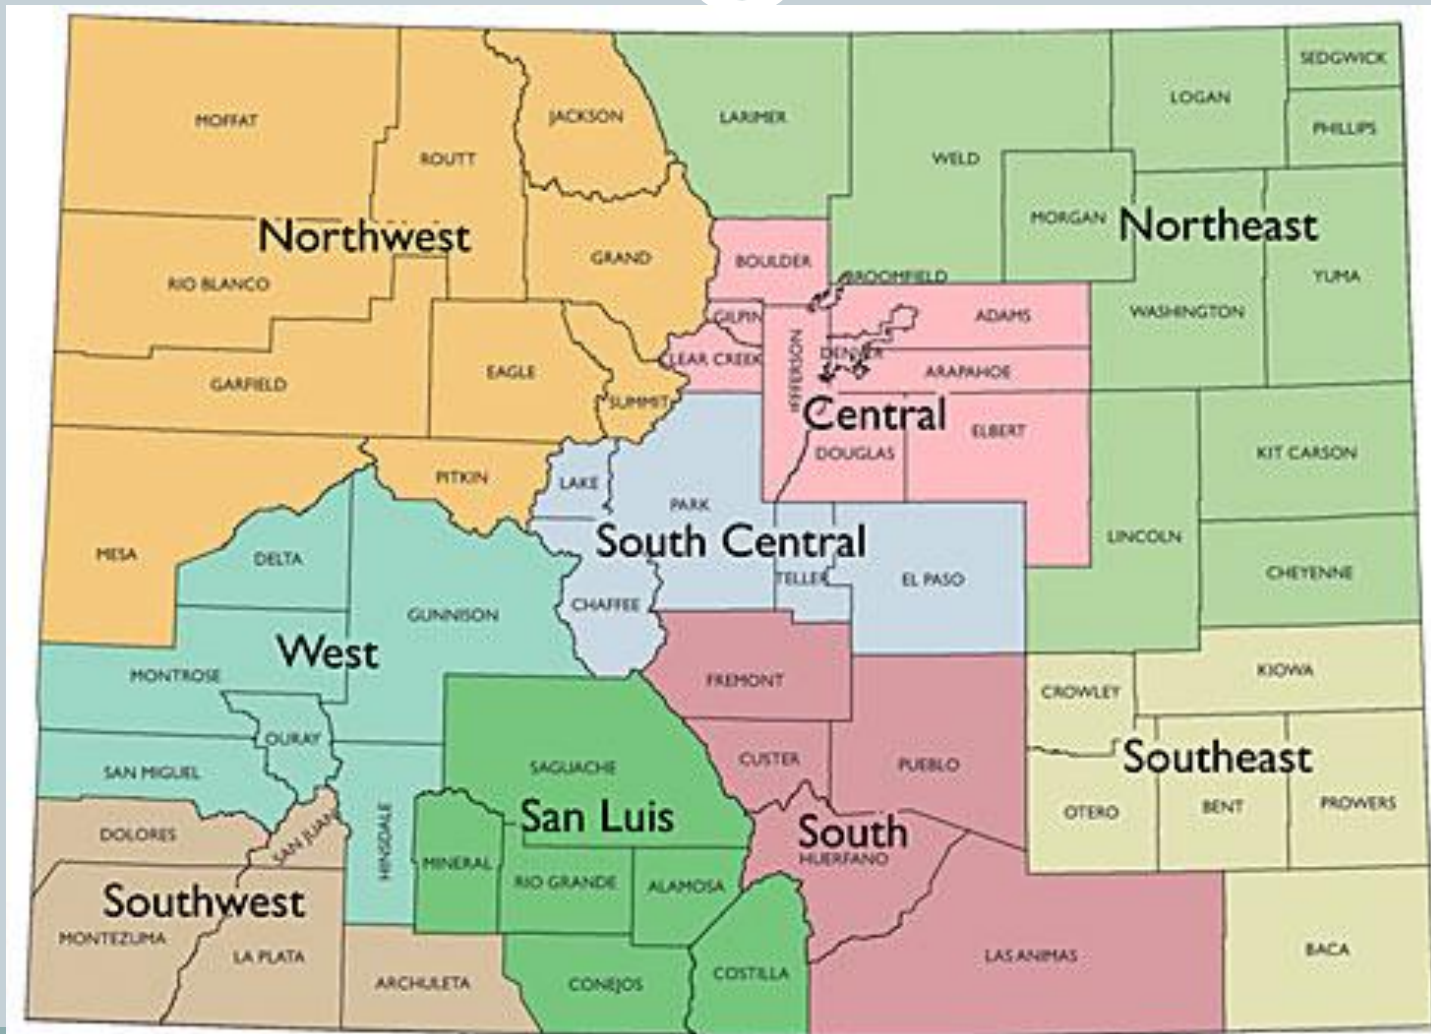 SEDGWICK
LOGAN
JACKSON
LARIMER
MOFFAT
PHILLIPS
ROUTT
WELD
MORGAN
Northeast
Northwest
GRAND
BOULDER
BROOMFIELD
YUMA
RIO BLANCO
WASHINGTON
GILPIN
ADAMS
DENVER
LEAR CREEK
JEFFERSON
EAGLE
ARAPAHOE
GARFIELD
SUMMIT
Central
ELBERT
DOUGLAS
KIT CARSON
PITKIN
LAKE
PARK
South Central
LINCOLN
MESA
DELTA
TELLER
EL PASO
CHEYENNE
CHAFFEE
GUNNISON
West
MONTROSE
FREMONT
KIOWA
CROWLEY
OURAY
SAN MIGUEL
SAGUACHE
CUSTER
PUEBLO
Southeast
OTERO
BENT
PROWERS
DOLORES
SAN JUAN
HINSDALE
San Luis
South
HUERFANO
MINERAL
RIO GRANDE
ALAMOSA
Southwest
MONTEZUMA
LA PLATA
ARCHULETA
CONEJOS
COSTILLA
LAS ANIMAS
BACA